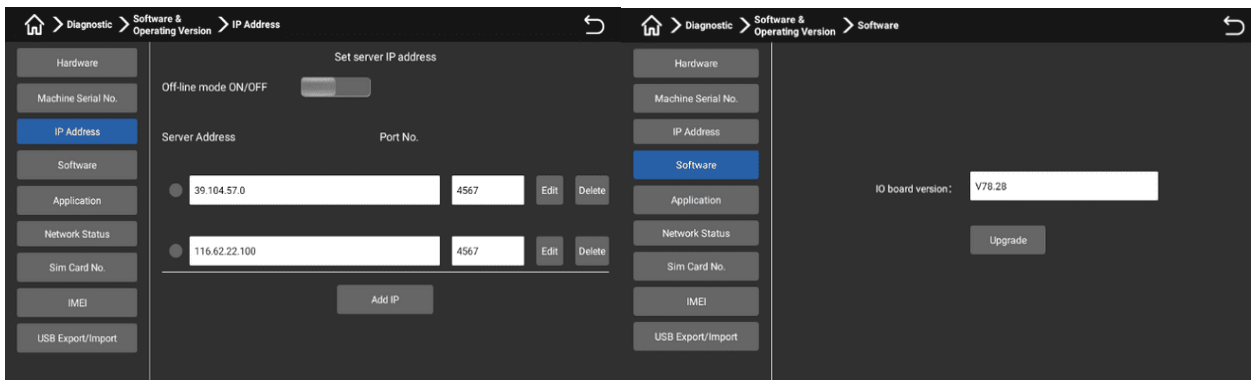 Diagnostic
Software &
Operating Version
IP Address
Hardware
Machine Serial No.
IP Address
Software
Application
Network Status
Sim Card No.
IMEI
USB Export/Import
Set server IP address
Off-line mode ON/OFF
Server Address Port No.
39.104.57.0 4567 Edit Delete
116.62.22.100 4567 Edit Delete
Add IP
Diagnostic
Software &
Operating Version
Software
Hardware
Machine Serial No.
IP Address
Software
Application
Network Status
Sim Card No.
IMEI
USB Export/Import
IO board version: V78.28
Upgrade